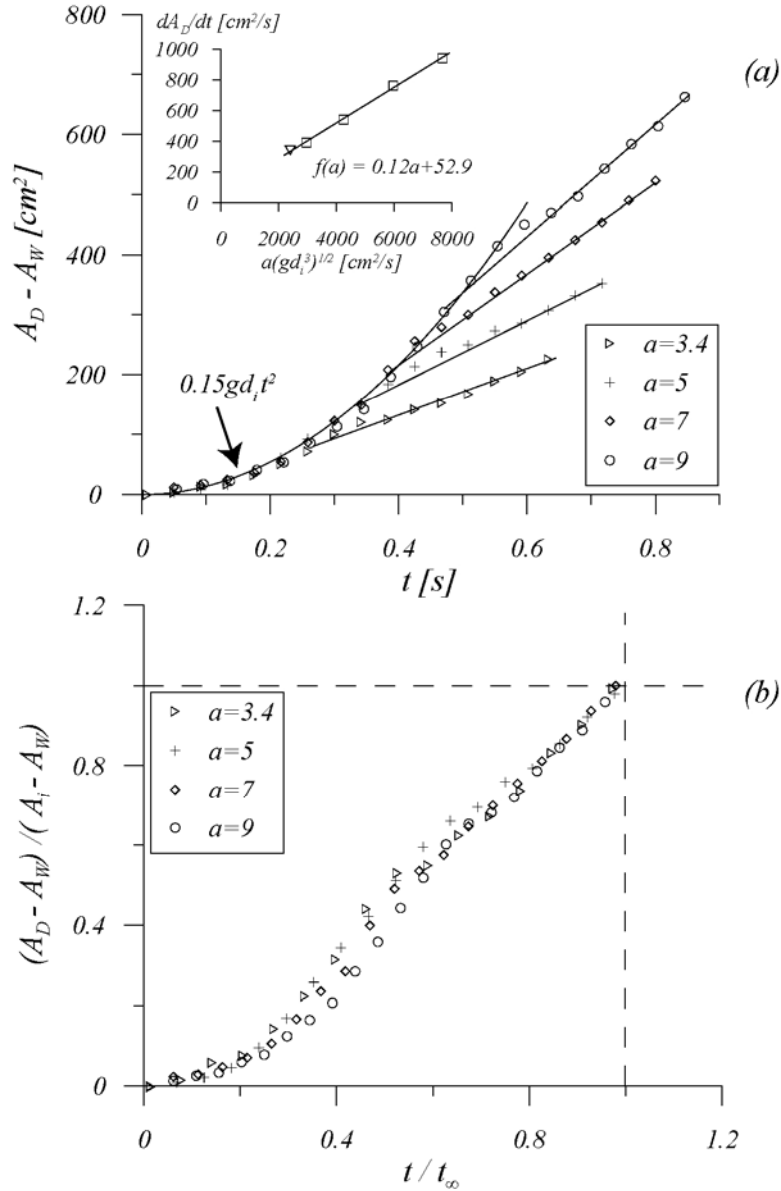 800
dA_D/dt [cm²/s]
1000
800
600
400
200
0
f(a) = 0.12a+52.9
0 2000 4000 6000 8000
a(gd_i³)^{1/2} [cm²/s]
(a)
600
400
200
0
A_D - A_W [cm²]
0.15gd_i t²
a=3.4
a=5
a=7
a=9
0 0.2 0.4 0.6 0.8
t [s]
1.2
0.8
0.4
0
(A_D - A_W) /( A_i - A_W)
(b)
a=3.4
a=5
a=7
a=9
0 0.4 0.8 1.2
t / t_∞